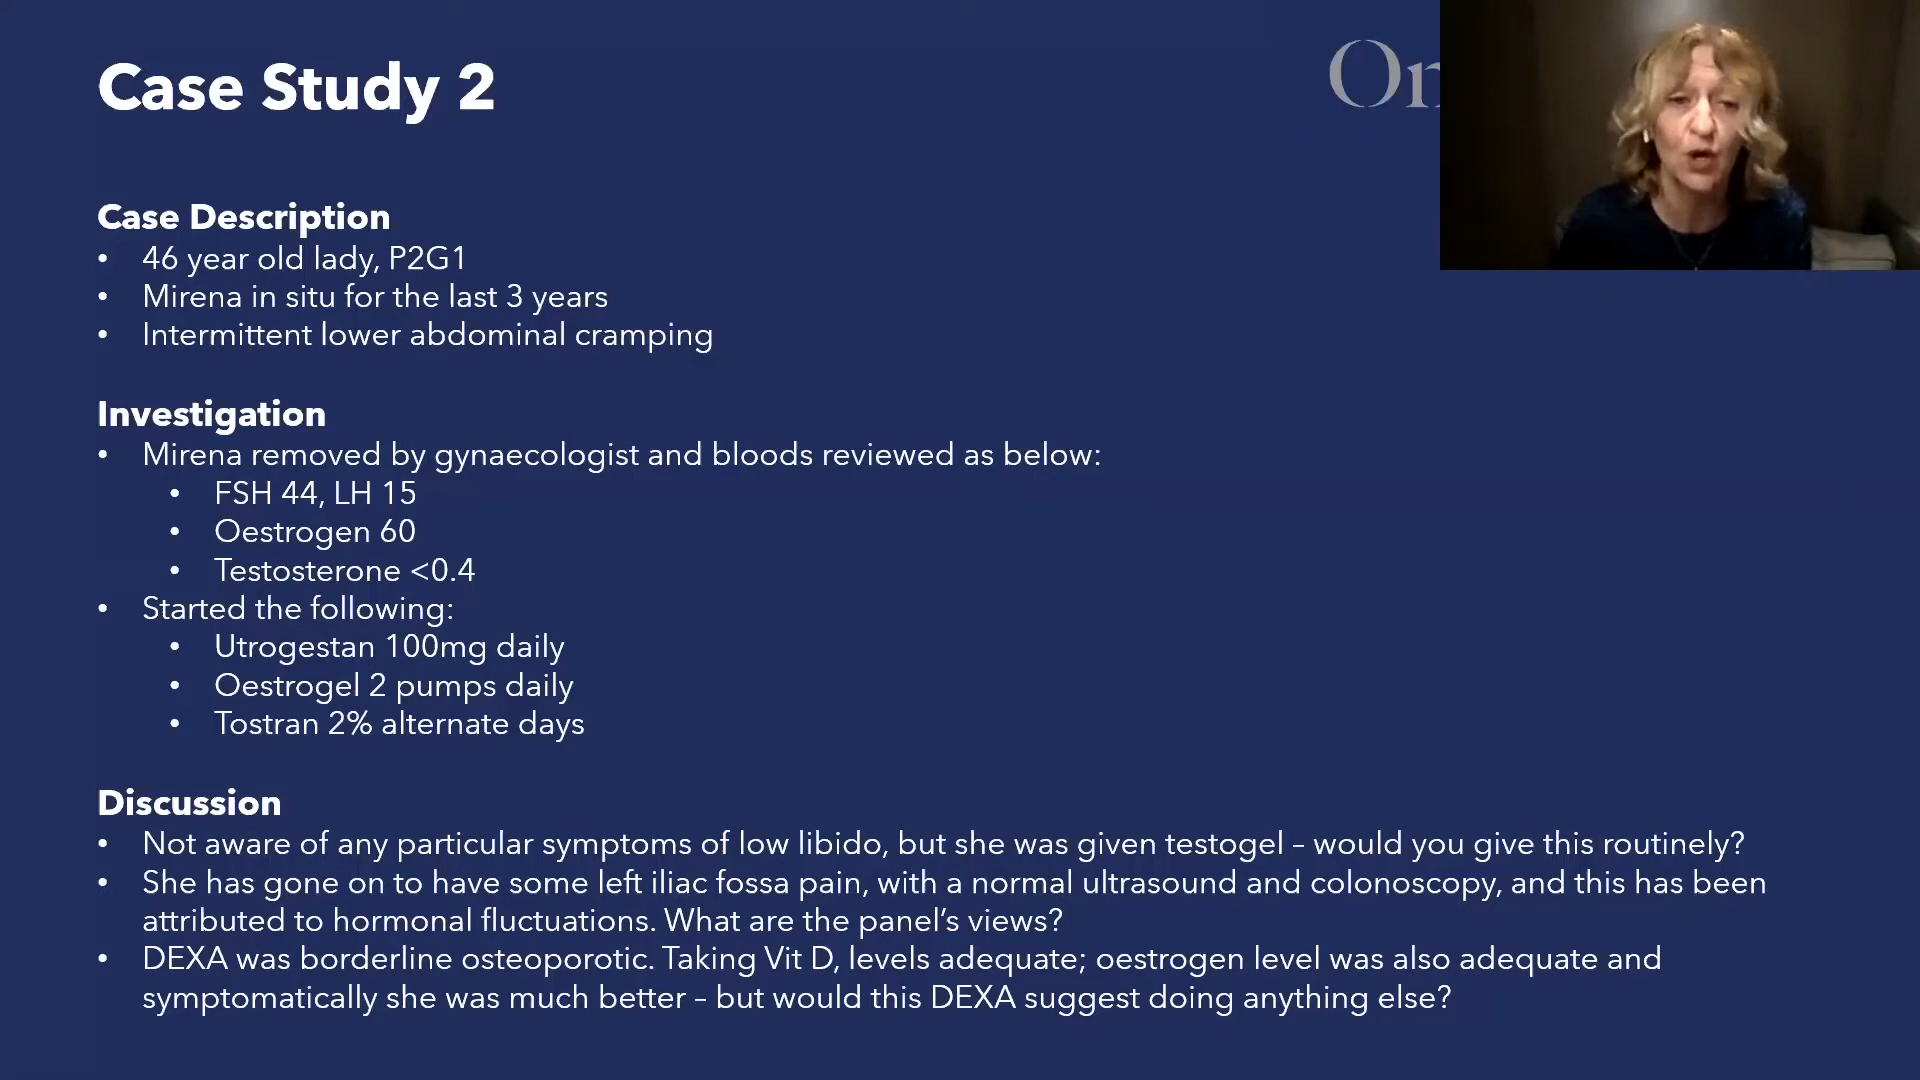 Case Study 2
On
Case Description
• 46 year old lady, P2G1
• Mirena in situ for the last 3 years
• Intermittent lower abdominal cramping
Investigation
• Mirena removed by gynaecologist and bloods reviewed as below:
• FSH 44, LH 15
• Oestrogen 60
• Testosterone <0.4
• Started the following:
• Utrogestan 100mg daily
• Oestrogel 2 pumps daily
• Tostran 2% alternate days
Discussion
• Not aware of any particular symptoms of low libido, but she was given testogel – would you give this routinely?
• She has gone on to have some left iliac fossa pain, with a normal ultrasound and colonoscopy, and this has been
attributed to hormonal fluctuations. What are the panel’s views?
• DEXA was borderline osteoporotic. Taking Vit D, levels adequate; oestrogen level was also adequate and
symptomatically she was much better – but would this DEXA suggest doing anything else?